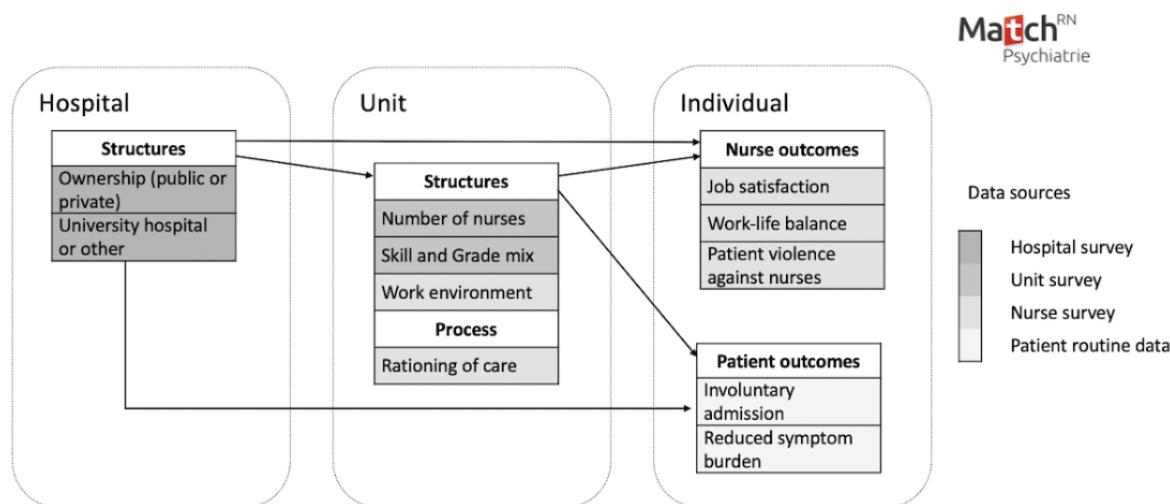 Match RN
Psychiatrie
Hospital
Structures
Ownership (public or
private)
University hospital
or other
Unit
Structures
Number of nurses
Skill and Grade mix
Work environment
Process
Rationing of care
Individual
Nurse outcomes
Job satisfaction
Work-life balance
Patient violence
against nurses
Patient outcomes
Involuntary
admission
Reduced symptom
burden
Data sources
Hospital survey
Unit survey
Nurse survey
Patient routine data